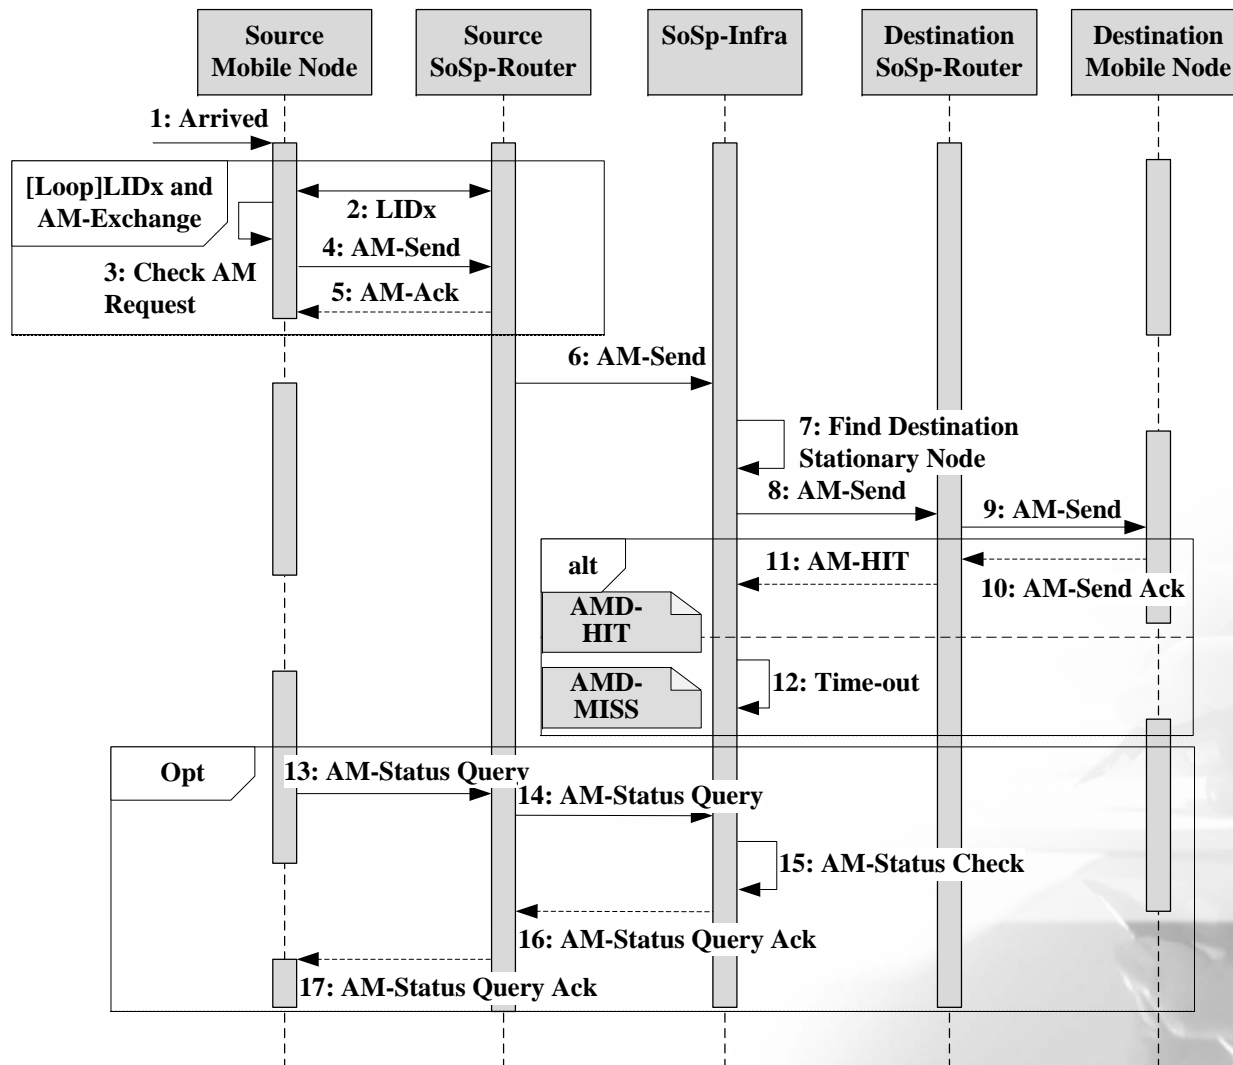 Source
Mobile Node
Source
SoSp-Router
SoSp-Infra
Destination
SoSp-Router
Destination
Mobile Node
1: Arrived
[Loop]LIDx and
AM-Exchange
2: LIDx
3: Check AM
Request
4: AM-Send
5: AM-Ack
6: AM-Send
7: Find Destination
Stationary Node
8: AM-Send
9: AM-Send
alt
11: AM-HIT
10: AM-Send Ack
AMD-
HIT
AMD-
MISS
12: Time-out
Opt
13: AM-Status Query
14: AM-Status Query
15: AM-Status Check
16: AM-Status Query Ack
17: AM-Status Query Ack